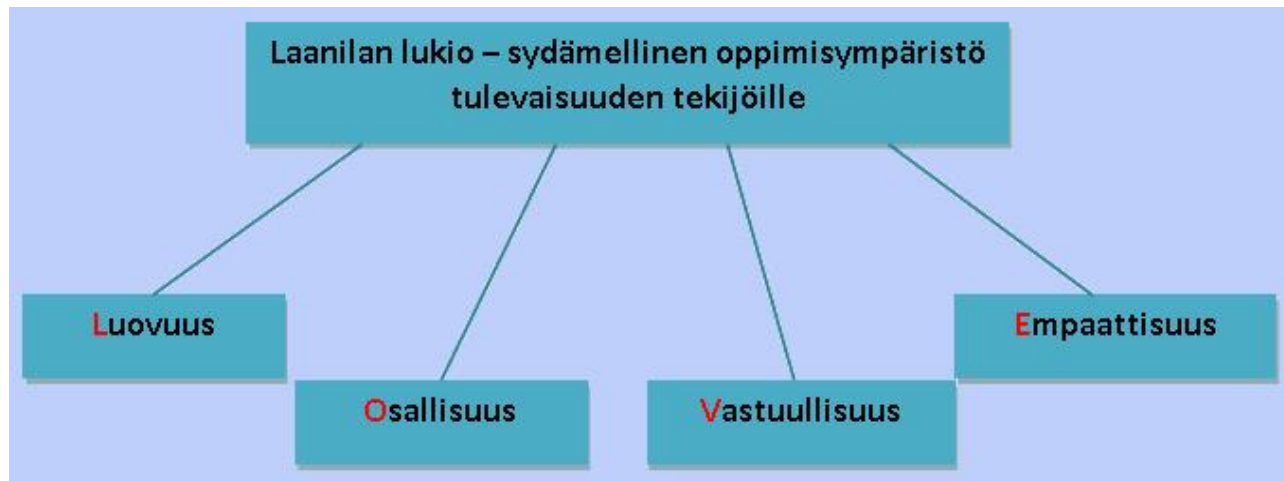 Laanilan lukio – sydämellinen oppimisympäristö
tulevaisuuden tekijöille
Luovuus
Osallisuus
Vastuullisuus
Empaattisuus